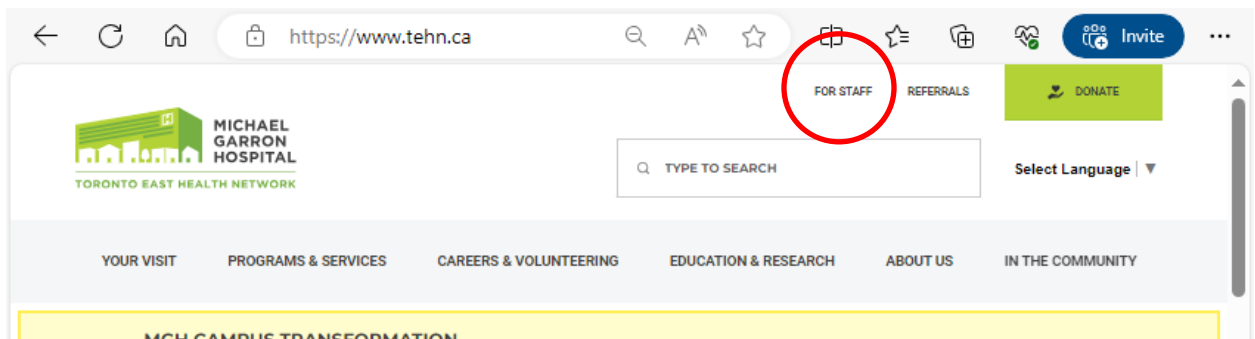 https://www.tehn.ca
A
Invite
FOR STAFF
REFERRALS
DONATE
H
MICHAEL
GARRON
HOSPITAL
TORONTO EAST HEALTH NETWORK
TYPE TO SEARCH
Select Language
YOUR VISIT
PROGRAMS & SERVICES
CAREERS & VOLUNTEERING
EDUCATION & RESEARCH
ABOUT US
IN THE COMMUNITY
MGH CAMPUS TRANSFORMATION